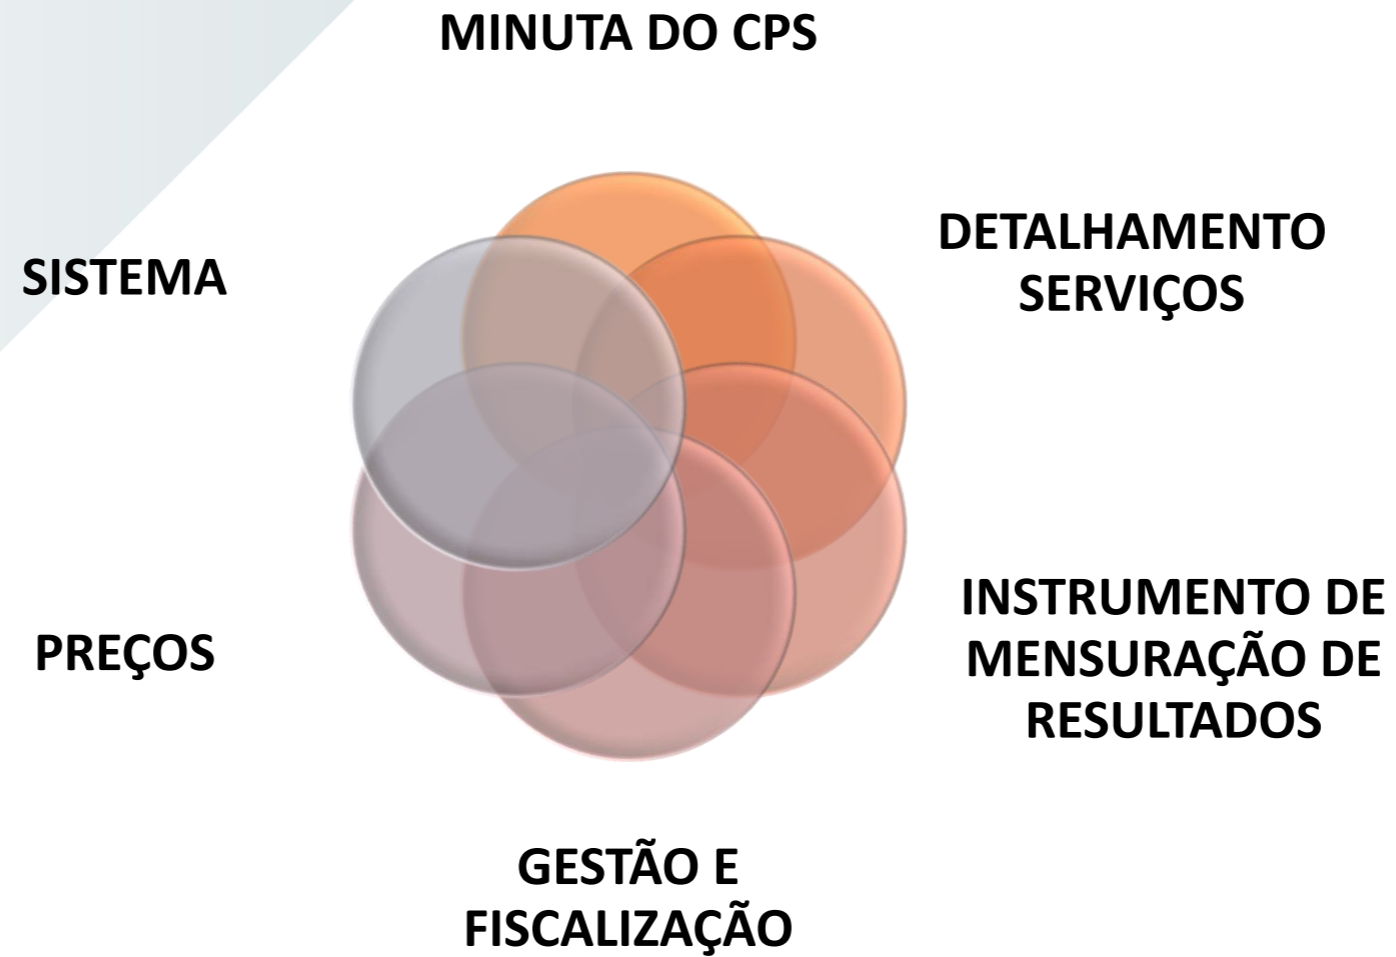 MINUTA DO CPS
DETALHAMENTO
SERVIÇOS
INSTRUMENTO DE
MENSURAÇÃO DE
RESULTADOS
GESTÃO E
FISCALIZAÇÃO
PREÇOS
SISTEMA